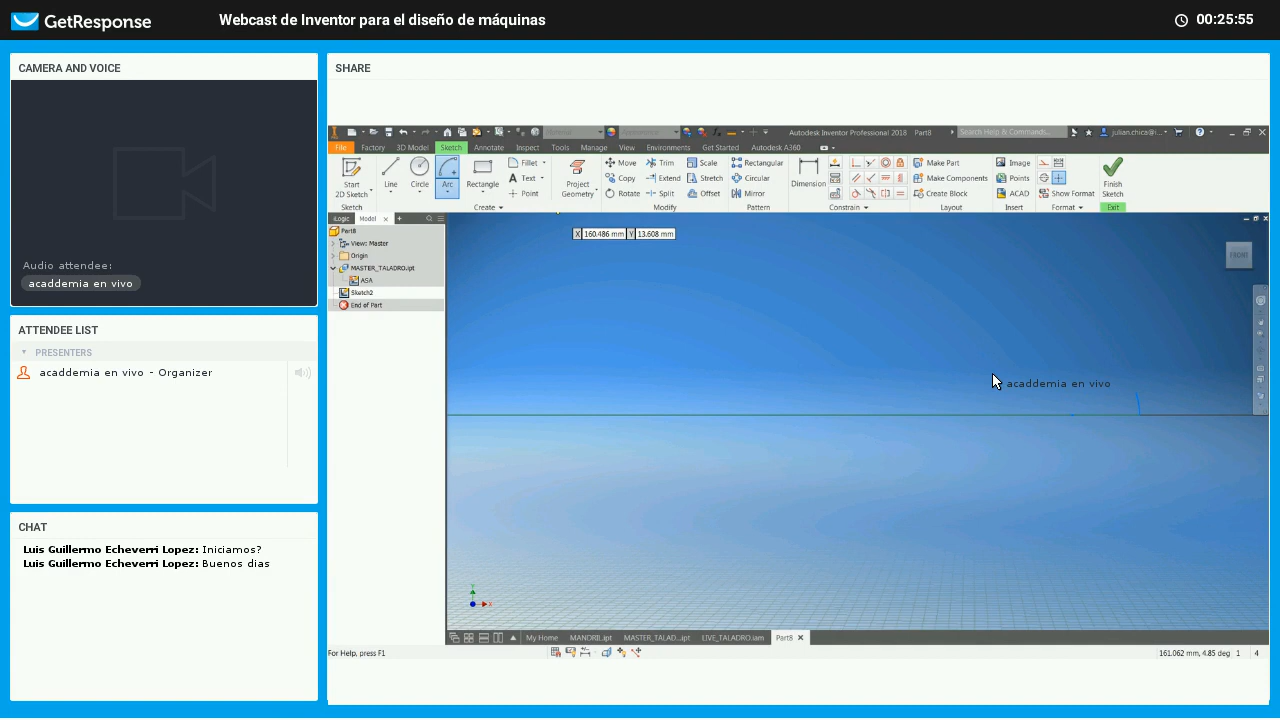 GetResponse
Webcast de Inventor para el diseño de máquinas
00:25:55
CAMERA AND VOICE
Audio attendee:
acaddemia en vivo
ATTENDEE LIST
PRESENTERS
acaddemia en vivo - Organizer
CHAT
Luis Guillermo Echeverri Lopez: Iniciamos?
Luis Guillermo Echeverri Lopez: Buenos dias
SHARE
Autodesk Inventor Professional 2018 Part8
Search Help & Commands...
julian.chica@i...
File Factory 3D Model Sketch Annotate Inspect Tools Manage View Environments Get Started Autodesk A360
Start
2D Sketch
Line
Circle
Arc
Rectangle
Fillet
Text
Point
Project
Geometry
Move
Copy
Rotate
Trim
Extend
Split
Scale
Stretch
Offset
Rectangular
Circular
Mirror
Dimension
Make Part
Make Components
Create Block
Image
Points
ACAD
Show Format
Finish
Sketch
Sketch Create Modify Pattern Constrain Layout Insert Format Exit
iLogic Model
Part8
View: Master
Origin
MASTER_TALADRO.ipt
ASA
Sketch2
End of Part
X 160.486 mm Y 13.608 mm
FRONT
acaddemia en vivo
Y
X
My Home MANORIL.ipt MASTER_TALAD...ipt LIVE_TALADRO.iam Part8
For Help, press F1
161.062 mm, 4.85 deg 1 4